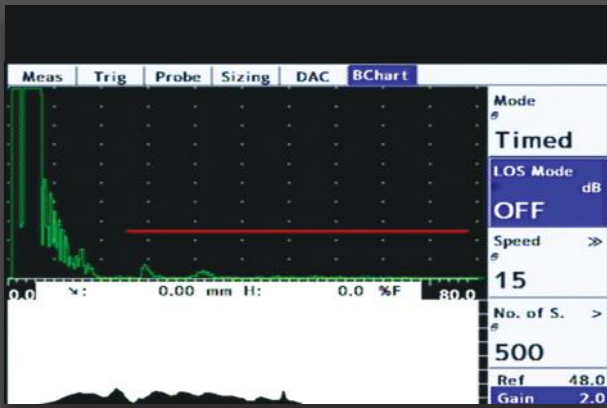 Meas Trig Probe Sizing DAC BChart
Mode
Timed
LOS Mode
dB
OFF
Speed >>
15
No. of S. >
500
0.0 ↘: 0.00 mm H: 0.0 %F 80.0
Ref 48.0
Gain 2.0